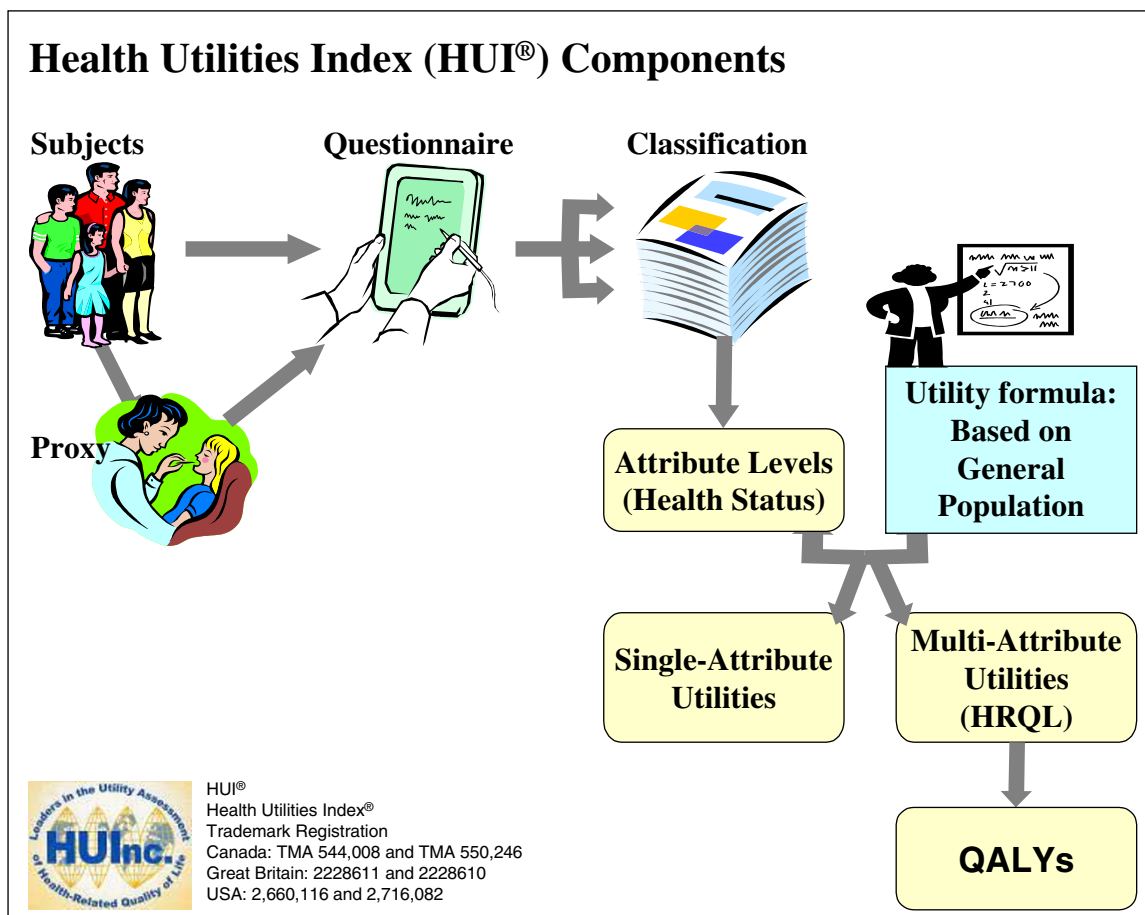 Health Utilities Index (HUI®) Components
Subjects
Questionnaire
Classification
Proxy
Attribute Levels
(Health Status)
Utility formula:
Based on
General
Population
Single-Attribute
Utilities
Multi-Attribute
Utilities
(HRQL)
QALYs
Leaders in the Utility Assessment
HUInc.
of Health-Related Quality of Life
HUI®
Health Utilities Index®
Trademark Registration
Canada: TMA 544,008 and TMA 550,246
Great Britain: 2228611 and 2228610
USA: 2,660,116 and 2,716,082